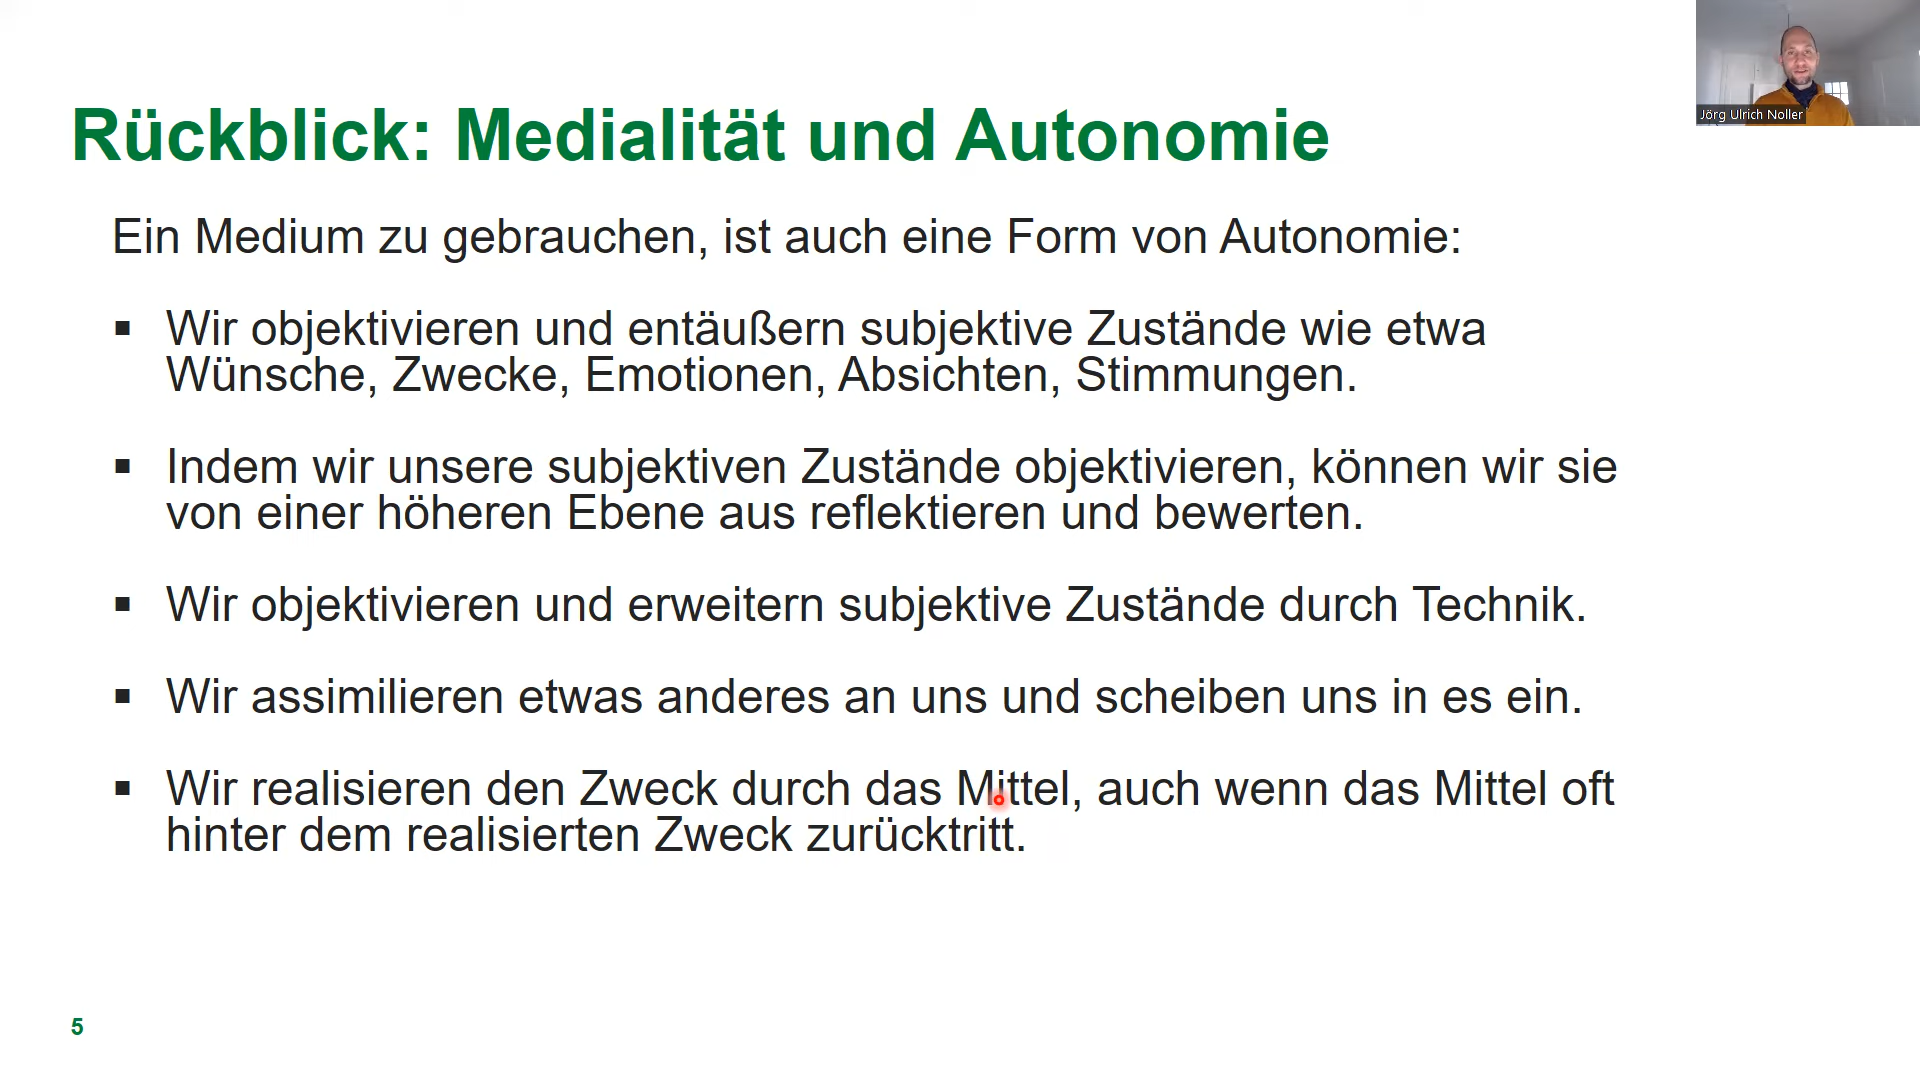 Rückblick: Medialität und Autonomie
Jörg Ulrich Noller
Ein Medium zu gebrauchen, ist auch eine Form von Autonomie:
▪ Wir objektivieren und entäußern subjektive Zustände wie etwa
Wünsche, Zwecke, Emotionen, Absichten, Stimmungen.
▪ Indem wir unsere subjektiven Zustände objektivieren, können wir sie
von einer höheren Ebene aus reflektieren und bewerten.
▪ Wir objektivieren und erweitern subjektive Zustände durch Technik.
▪ Wir assimilieren etwas anderes an uns und scheiben uns in es ein.
▪ Wir realisieren den Zweck durch das Mittel, auch wenn das Mittel oft
hinter dem realisierten Zweck zurücktritt.
5